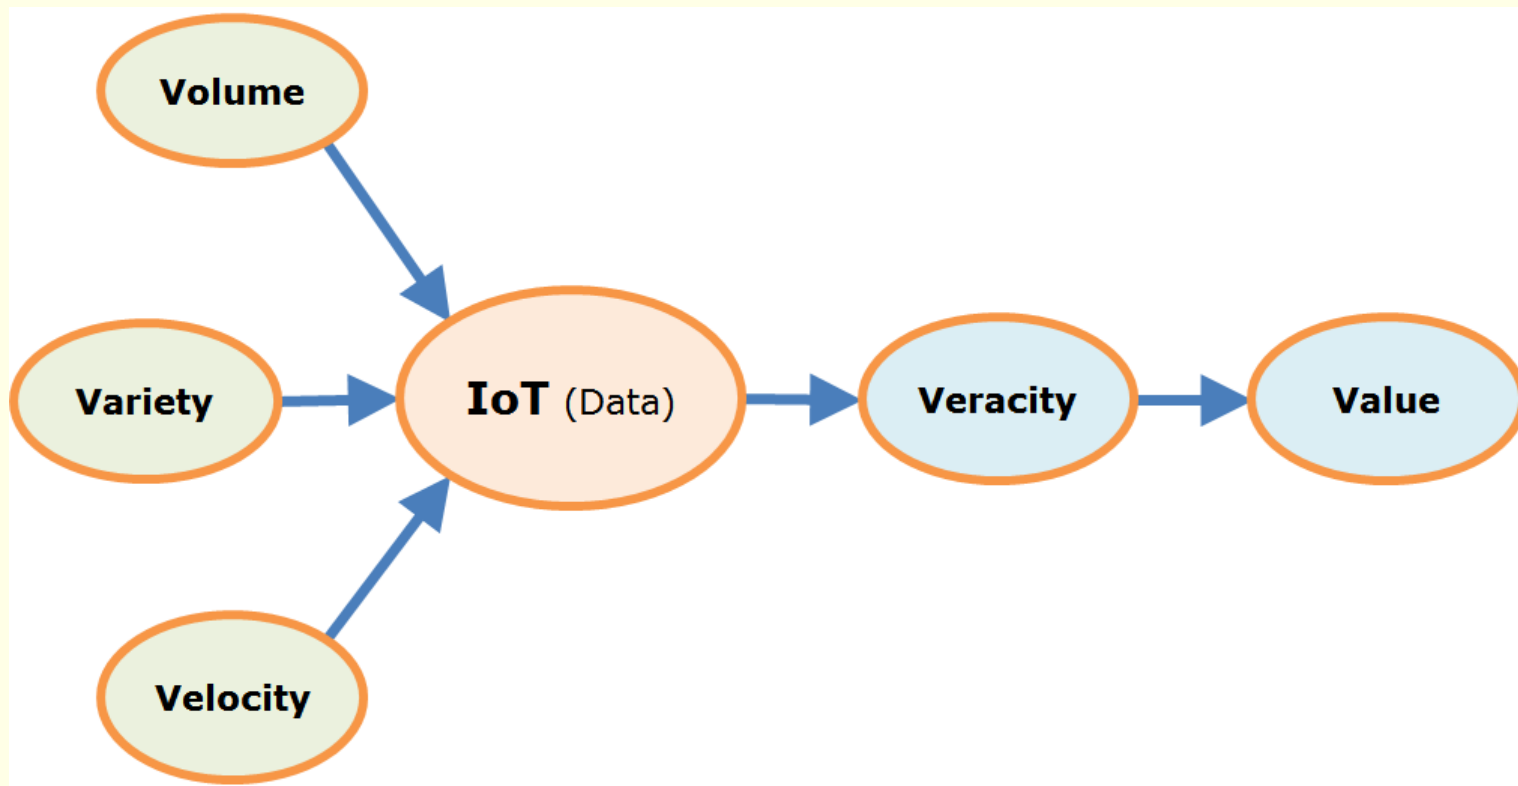 Volume
Variety
IoT (Data)
Veracity
Value
Velocity